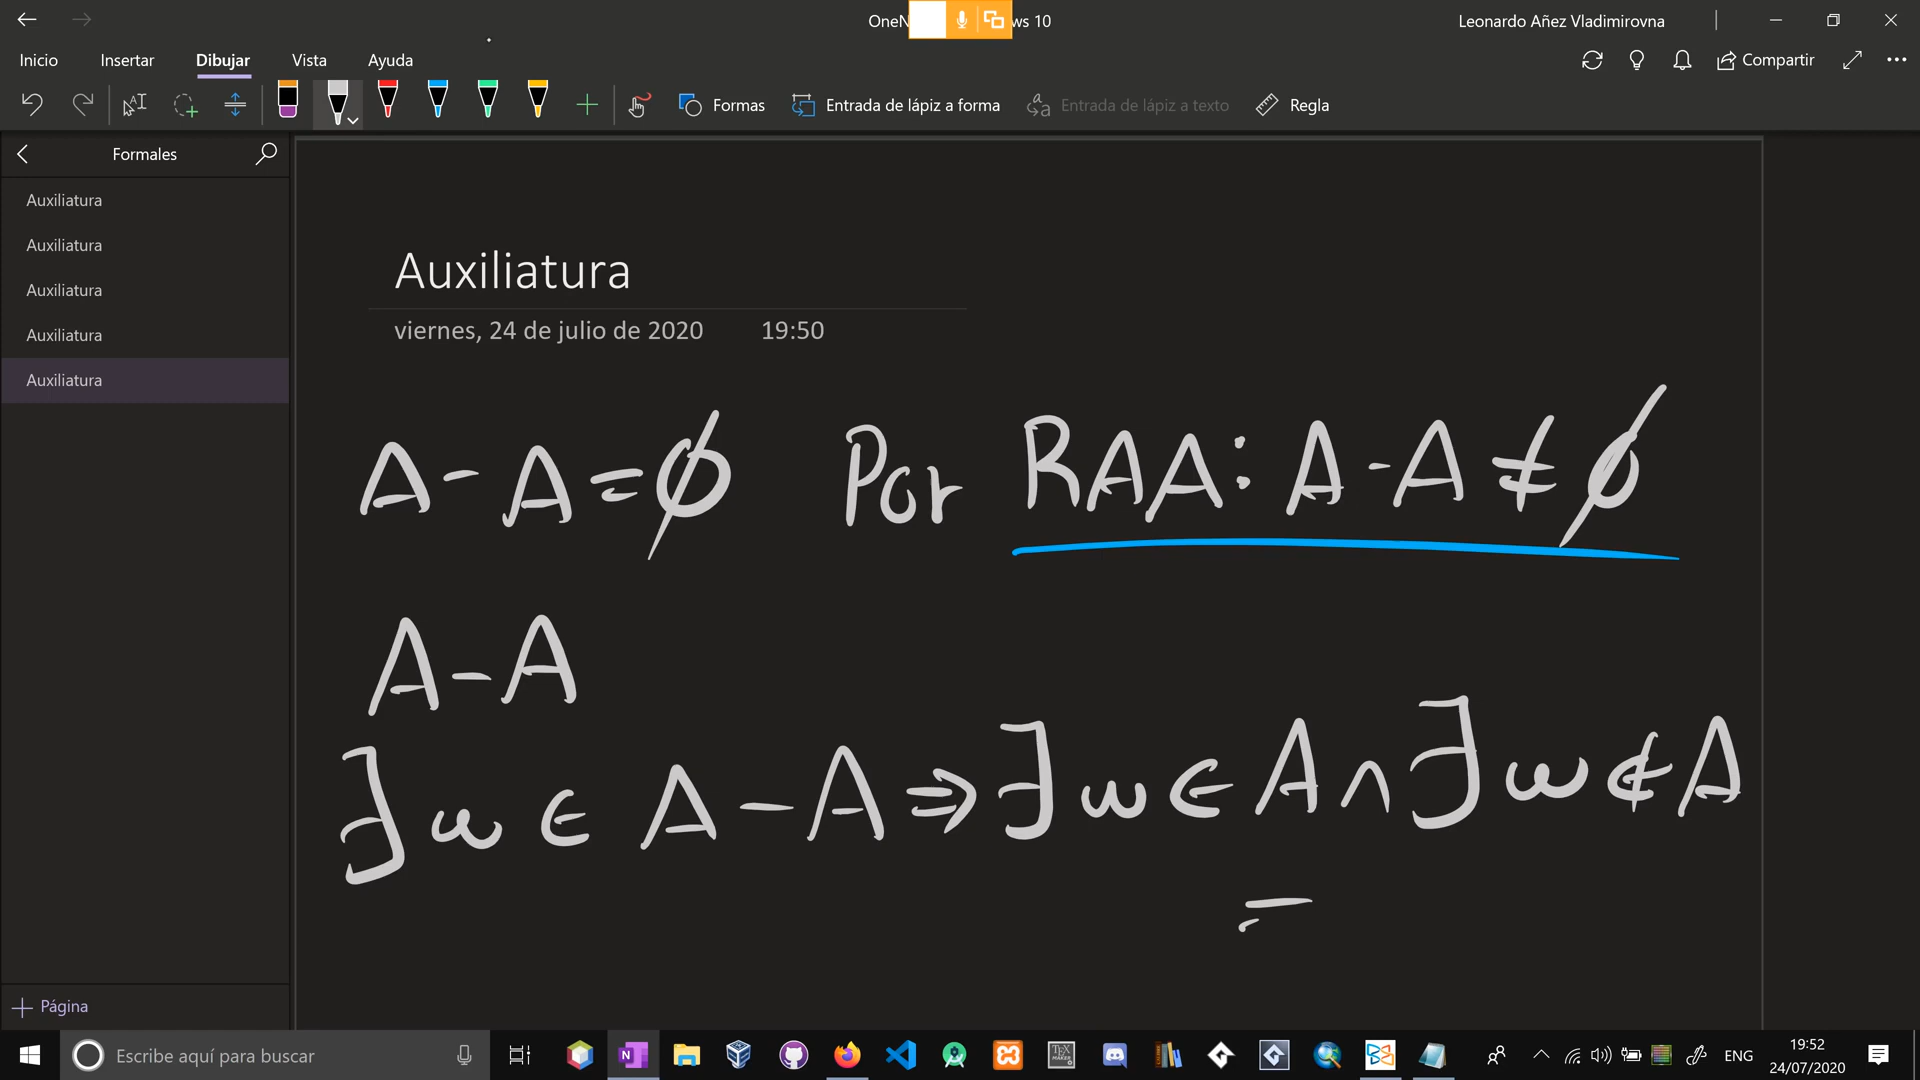 OneN ws 10 Leonardo Añez Vladimirovna
Inicio Insertar Dibujar Vista Ayuda Compartir
Formas Entrada de lápiz a forma Entrada de lápiz a texto Regla
Formales
Auxiliatura
Auxiliatura
Auxiliatura
Auxiliatura
Auxiliatura
Página
Auxiliatura
viernes, 24 de julio de 2020 19:50
A - A = ∅ Por RAA: A - A ≠ ∅
A - A
∃ w ∈ A - A ⇒ ∃ w ∈ A ∧ ∃ w ∉ A
=
Escribe aquí para buscar
ENG
19:52
24/07/2020